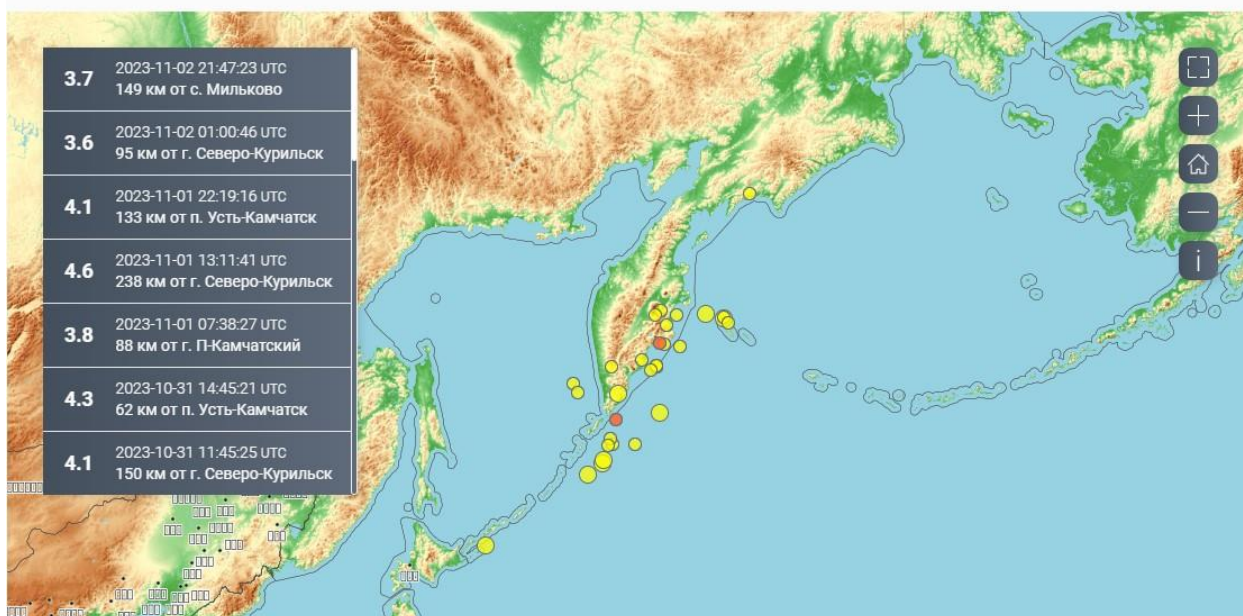 3.7
2023-11-02 21:47:23 UTC
149 км от с. Мильково
3.6
2023-11-02 01:00:46 UTC
95 км от г. Северо-Курильск
4.1
2023-11-01 22:19:16 UTC
133 км от п. Усть-Камчатск
4.6
2023-11-01 13:11:41 UTC
238 км от г. Северо-Курильск
3.8
2023-11-01 07:38:27 UTC
88 км от г. П-Камчатский
4.3
2023-10-31 14:45:21 UTC
62 км от п. Усть-Камчатск
4.1
2023-10-31 11:45:25 UTC
150 км от г. Северо-Курильск
i